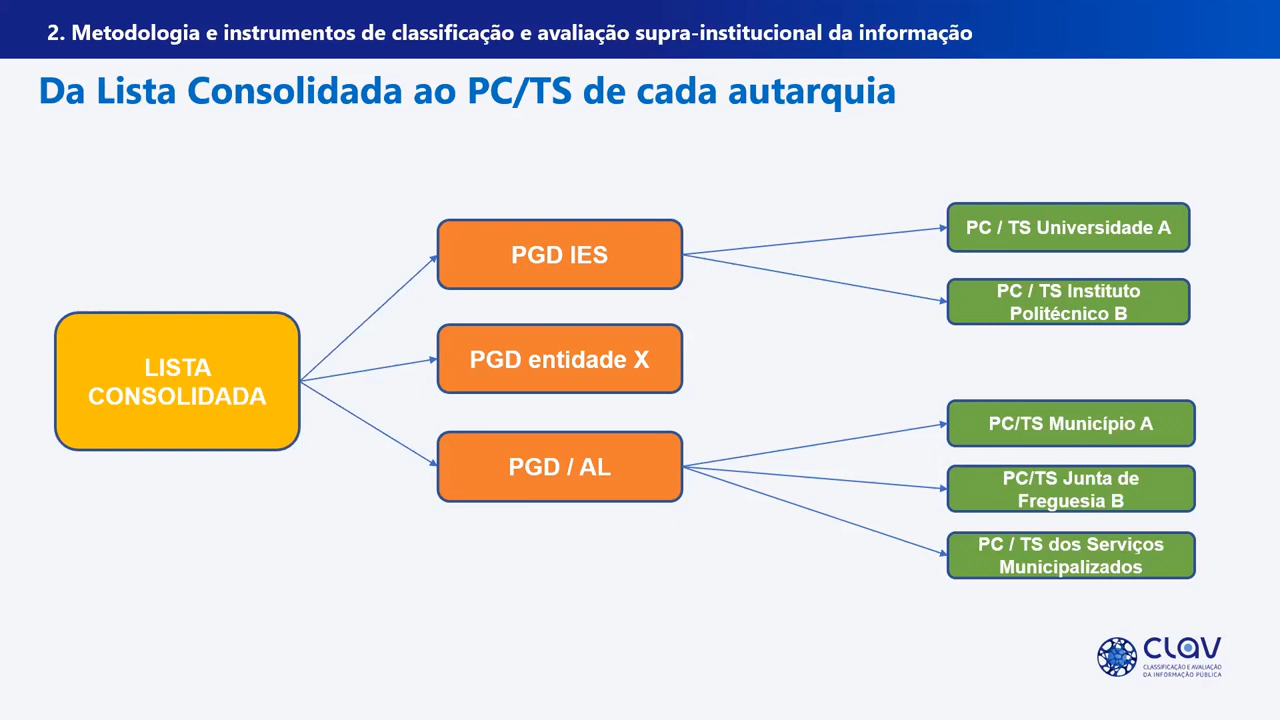 2. Metodologia e instrumentos de classificação e avaliação supra-institucional da informação
Da Lista Consolidada ao PC/TS de cada autarquia
LISTA
CONSOLIDADA
PGD IES
PGD entidade X
PGD / AL
PC / TS Universidade A
PC / TS Instituto
Politécnico B
PC/TS Município A
PC/TS Junta de
Freguesia B
PC / TS dos Serviços
Municipalizados
CLAV
CLASSIFICAÇÃO E AVALIAÇÃO
DA INFORMAÇÃO PÚBLICA